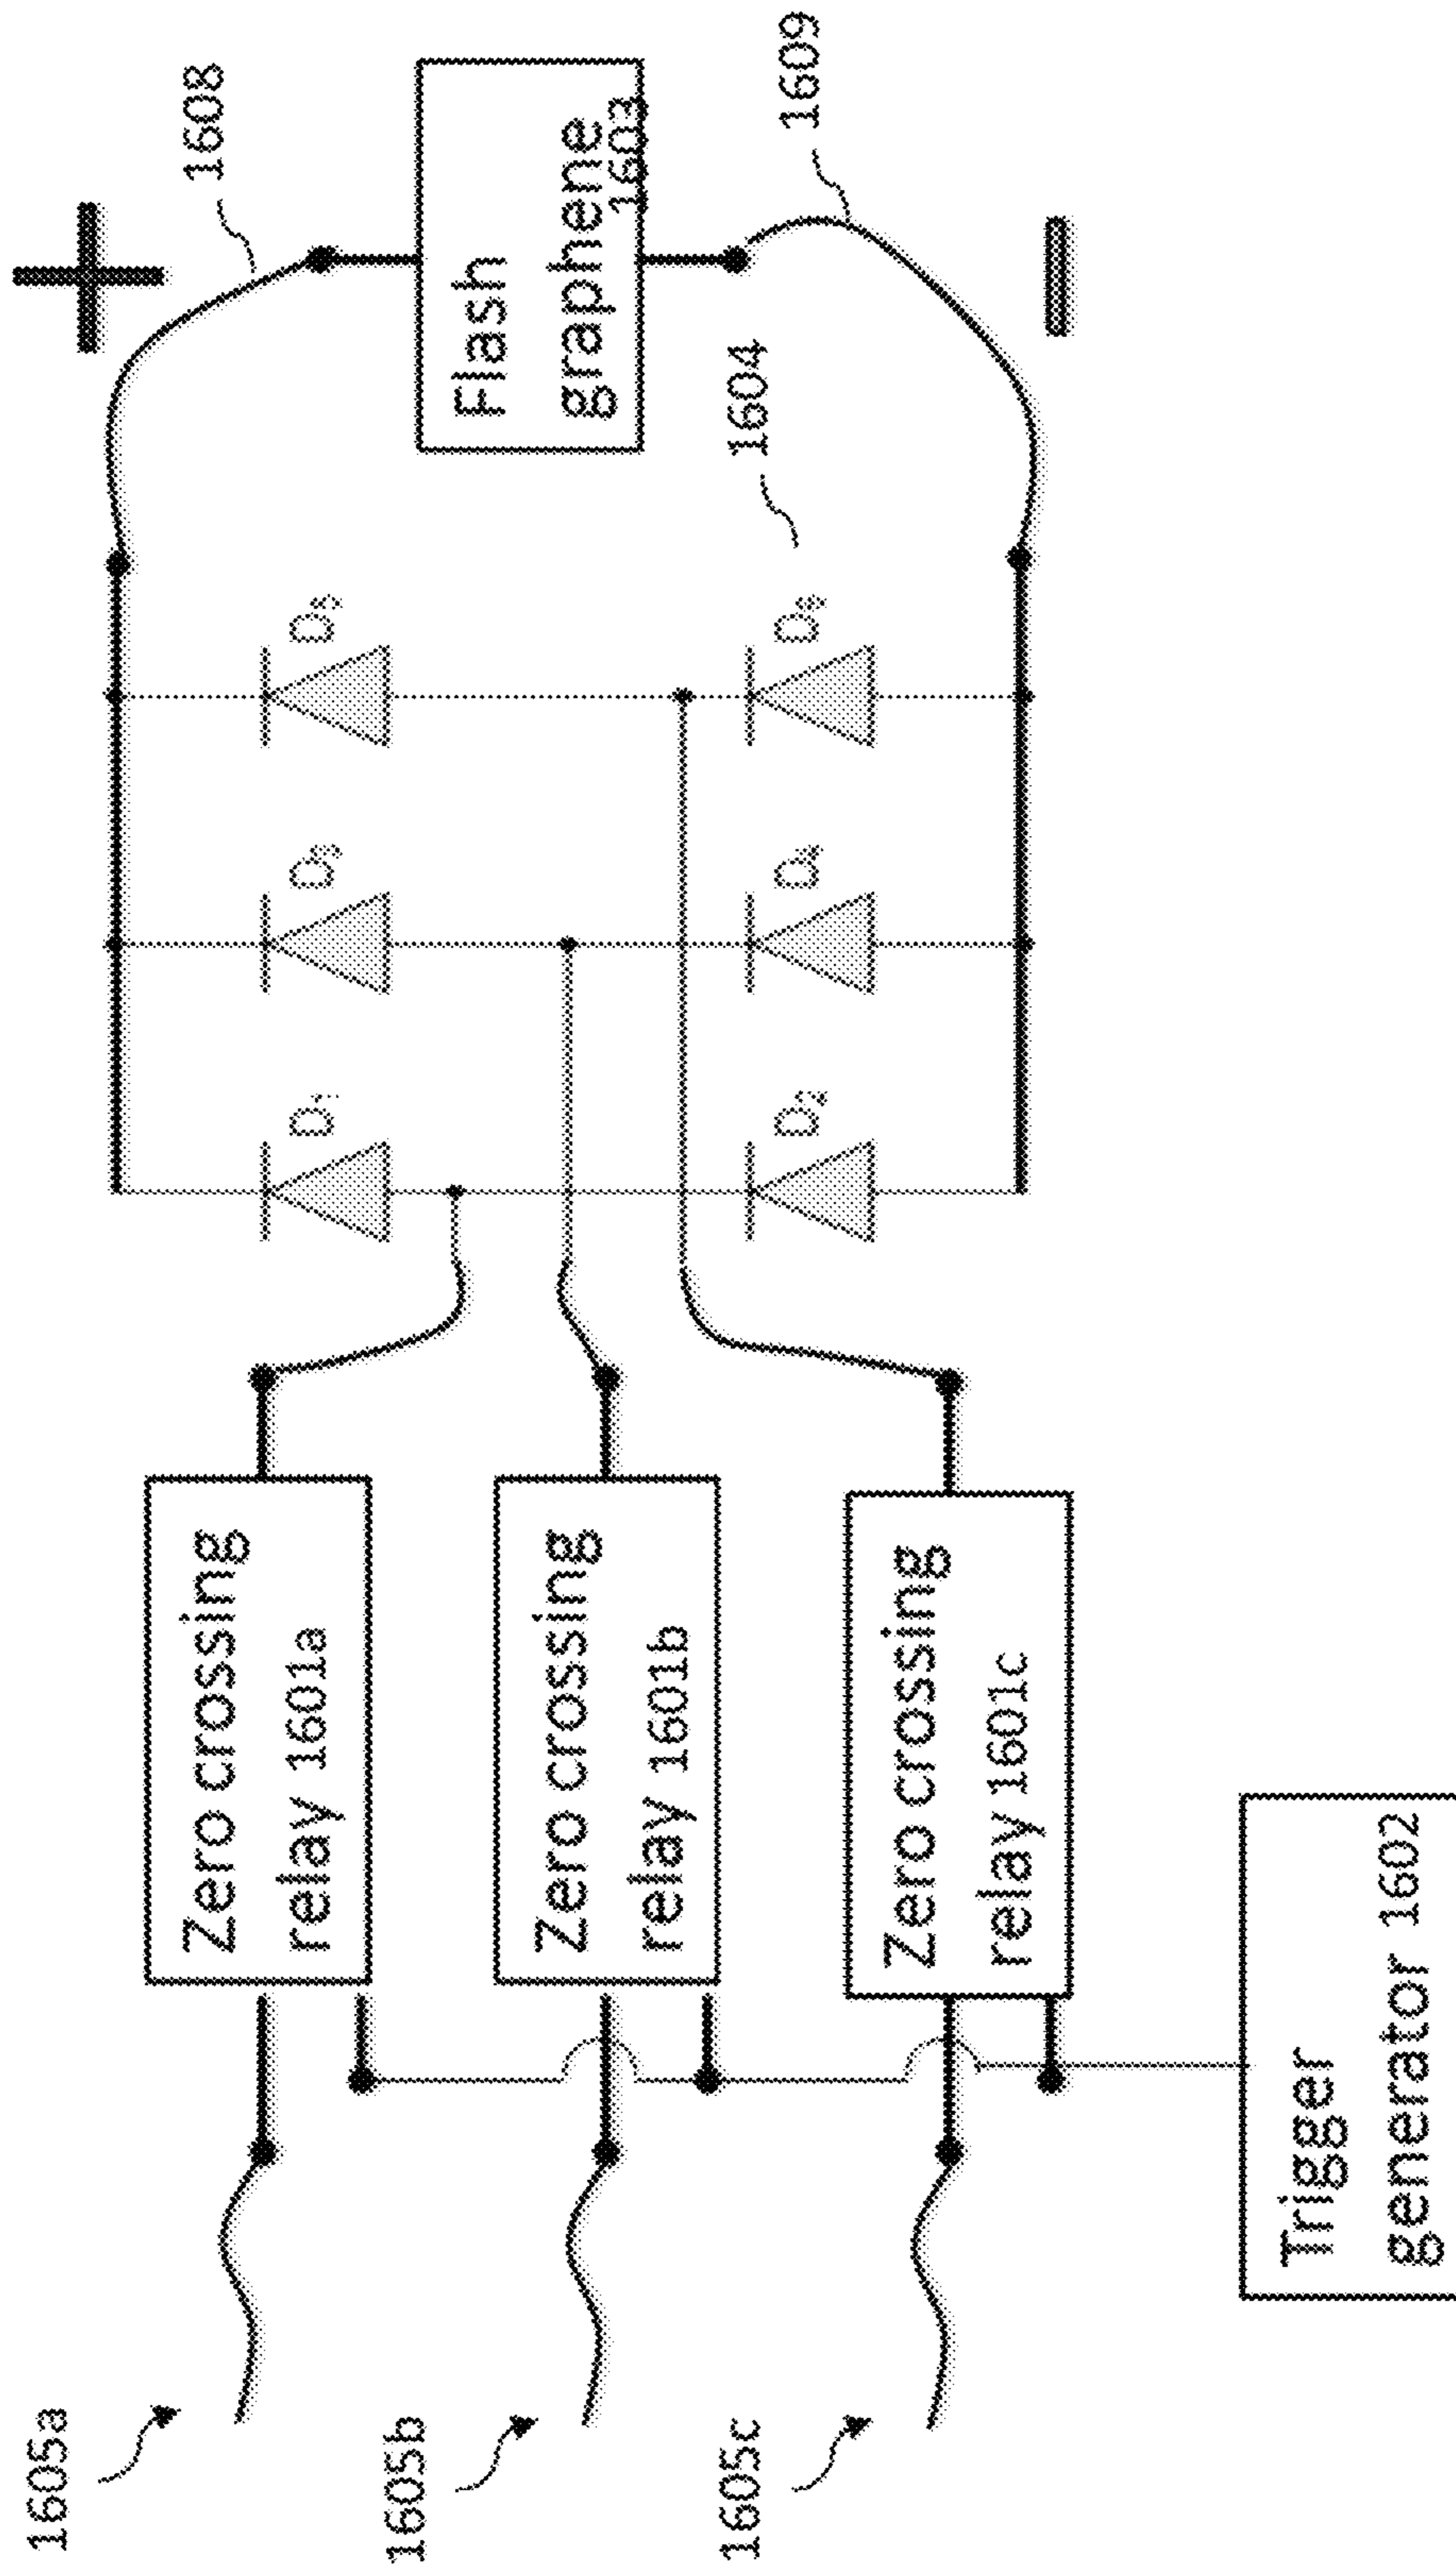 1605a
Zero crossing
relay 1601a
1605b
Zero crossing
relay 1601b
1605c
Zero crossing
relay 1601c
Trigger
generator 1602
D1
D3
D5
D2
D4
D6
1604
+
1608
Flash
graphene
1603
1609
−